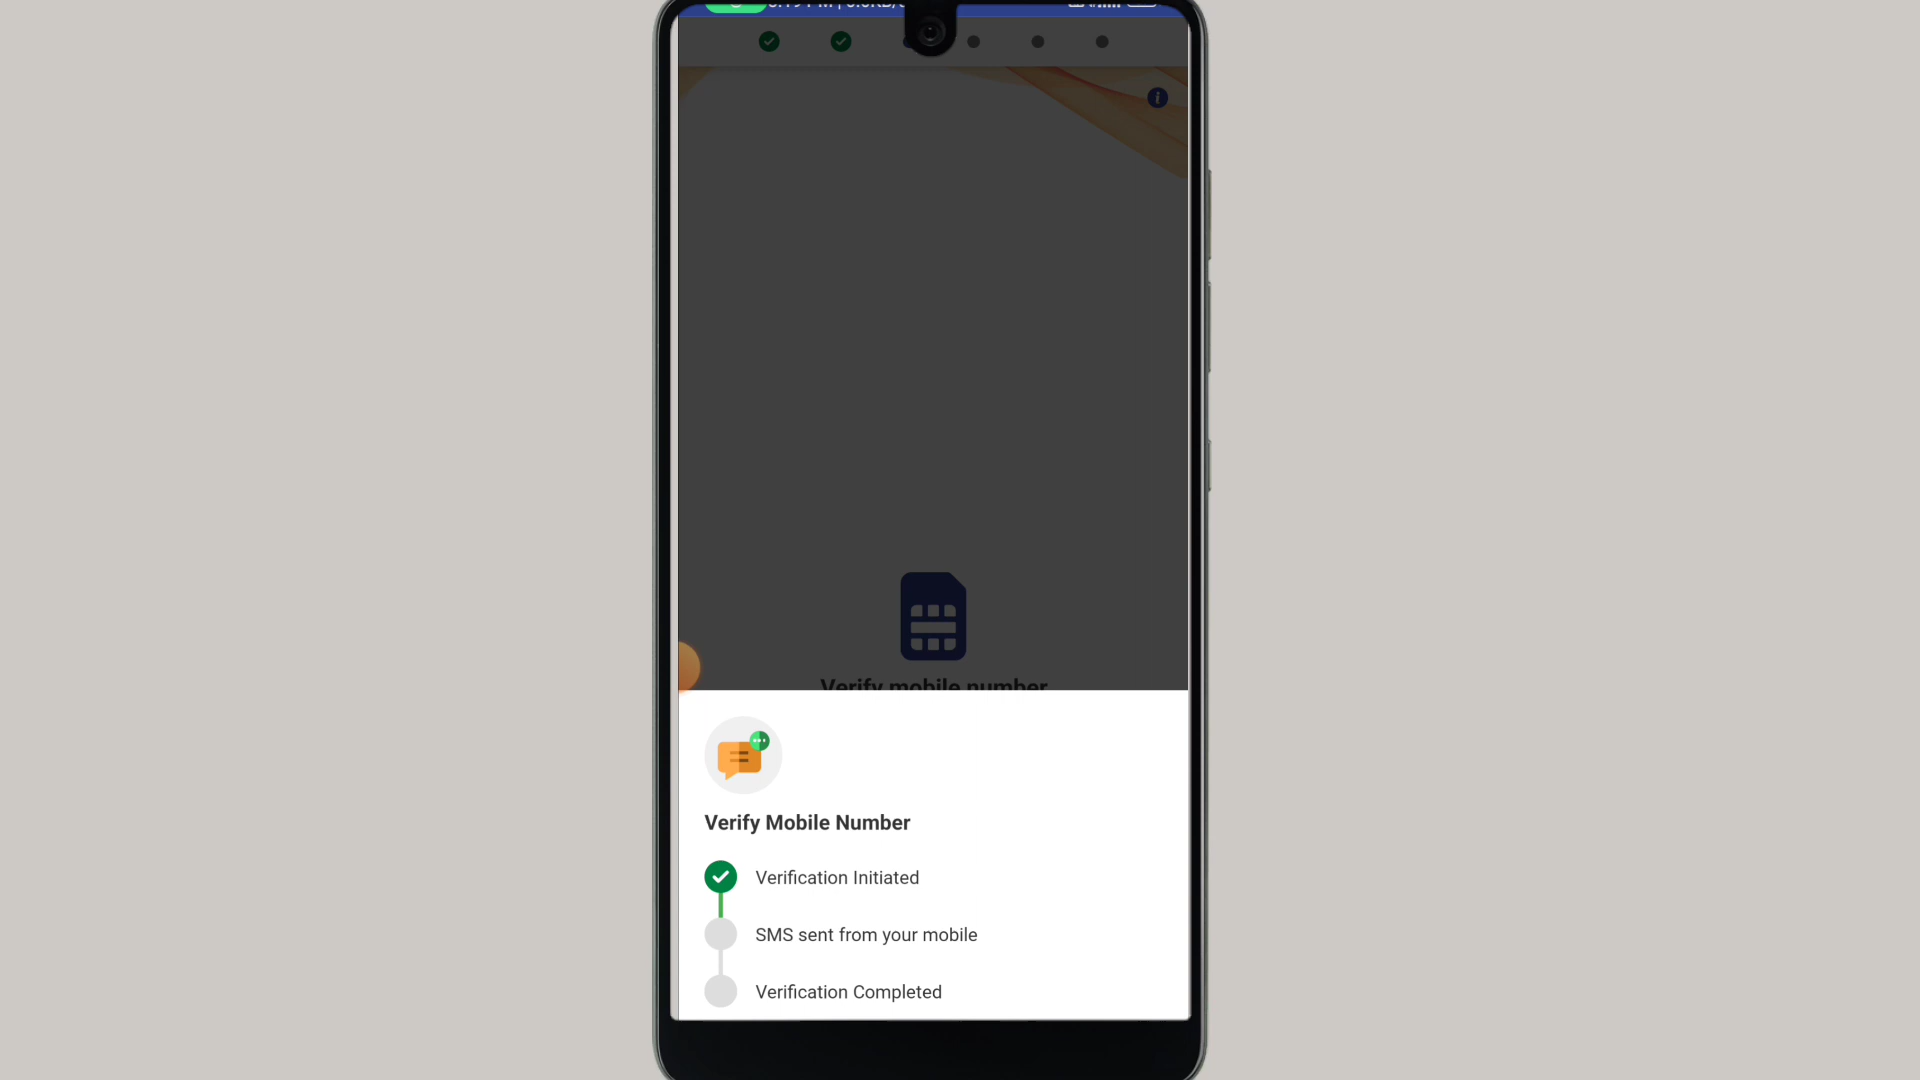 Verify mobile number
Verify Mobile Number
Verification Initiated
SMS sent from your mobile
Verification Completed